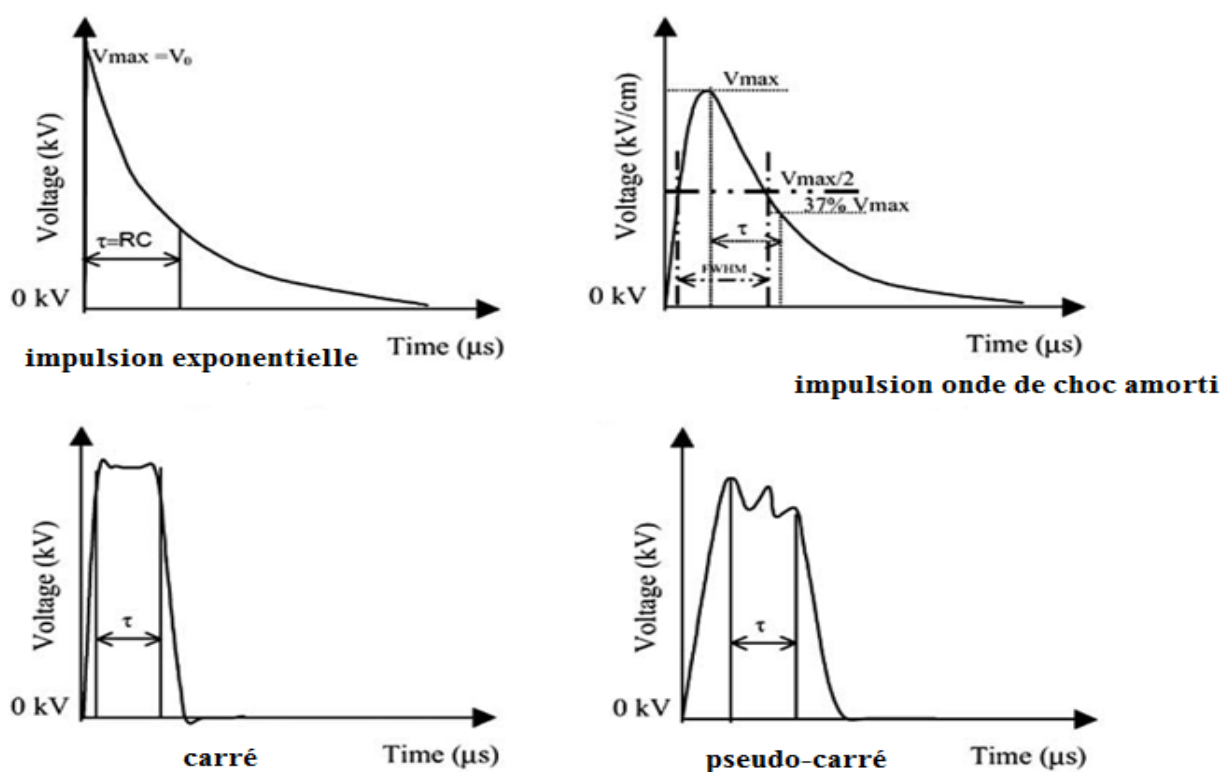 Vmax =V₀
Voltage (kV)
τ=RC
0 kV
Time (μs)
impulsion exponentielle
Vmax
Voltage (kV/cm)
Vmax/2
37% Vmax
τ
FWHM
0 kV
Time (μs)
impulsion onde de choc amorti
Voltage (kV)
τ
0 kV
Time (μs)
carré
Voltage (kV)
τ
0 kV
Time (μs)
pseudo-carré